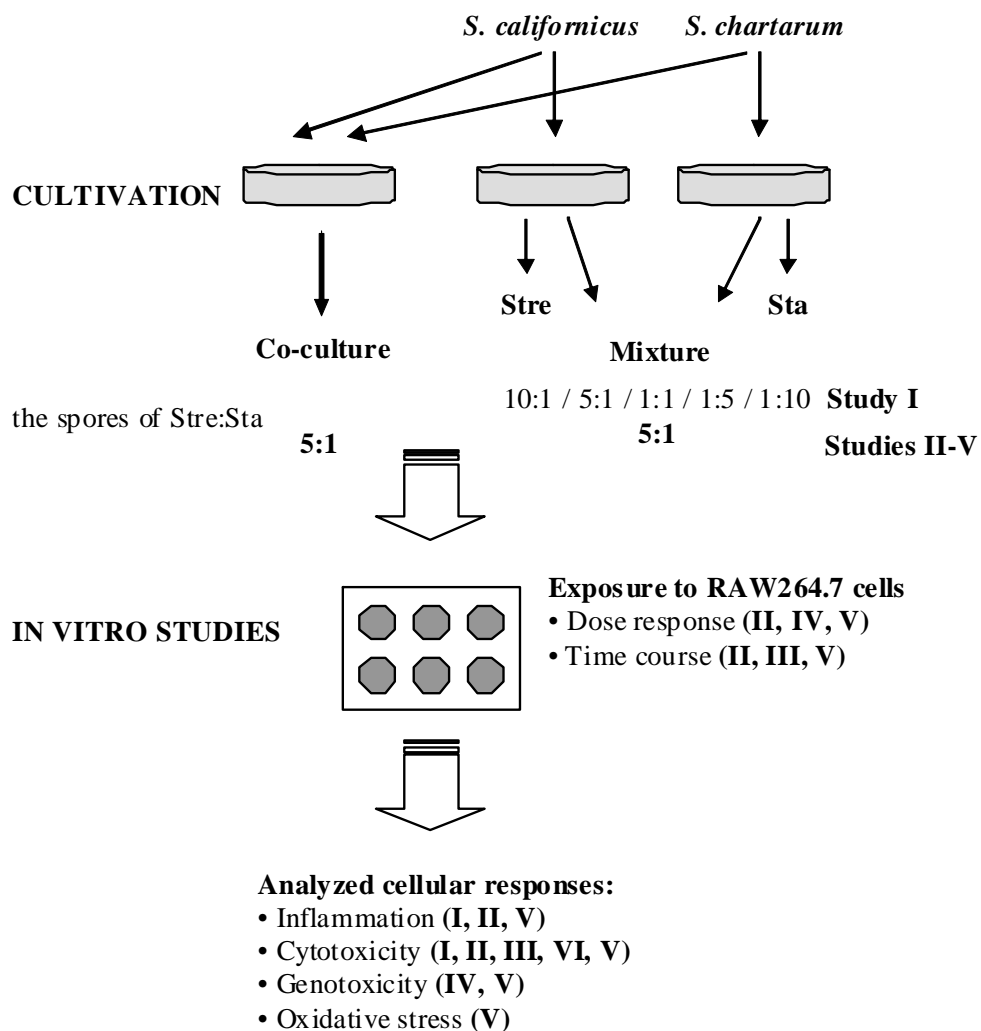 S. californicus S. chartarum
CULTIVATION
Stre Sta
Co-culture Mixture
10:1 / 5:1 / 1:1 / 1:5 / 1:10 Study I
the spores of Stre:Sta
5:1 5:1 Studies II-V
Exposure to RAW264.7 cells
• Dose response (II, IV, V)
IN VITRO STUDIES
• Time course (II, III, V)
Analyzed cellular responses:
• Inflammation (I, II, V)
• Cytotoxicity (I, II, III, VI, V)
• Genotoxicity (IV, V)
• Oxidative stress (V)